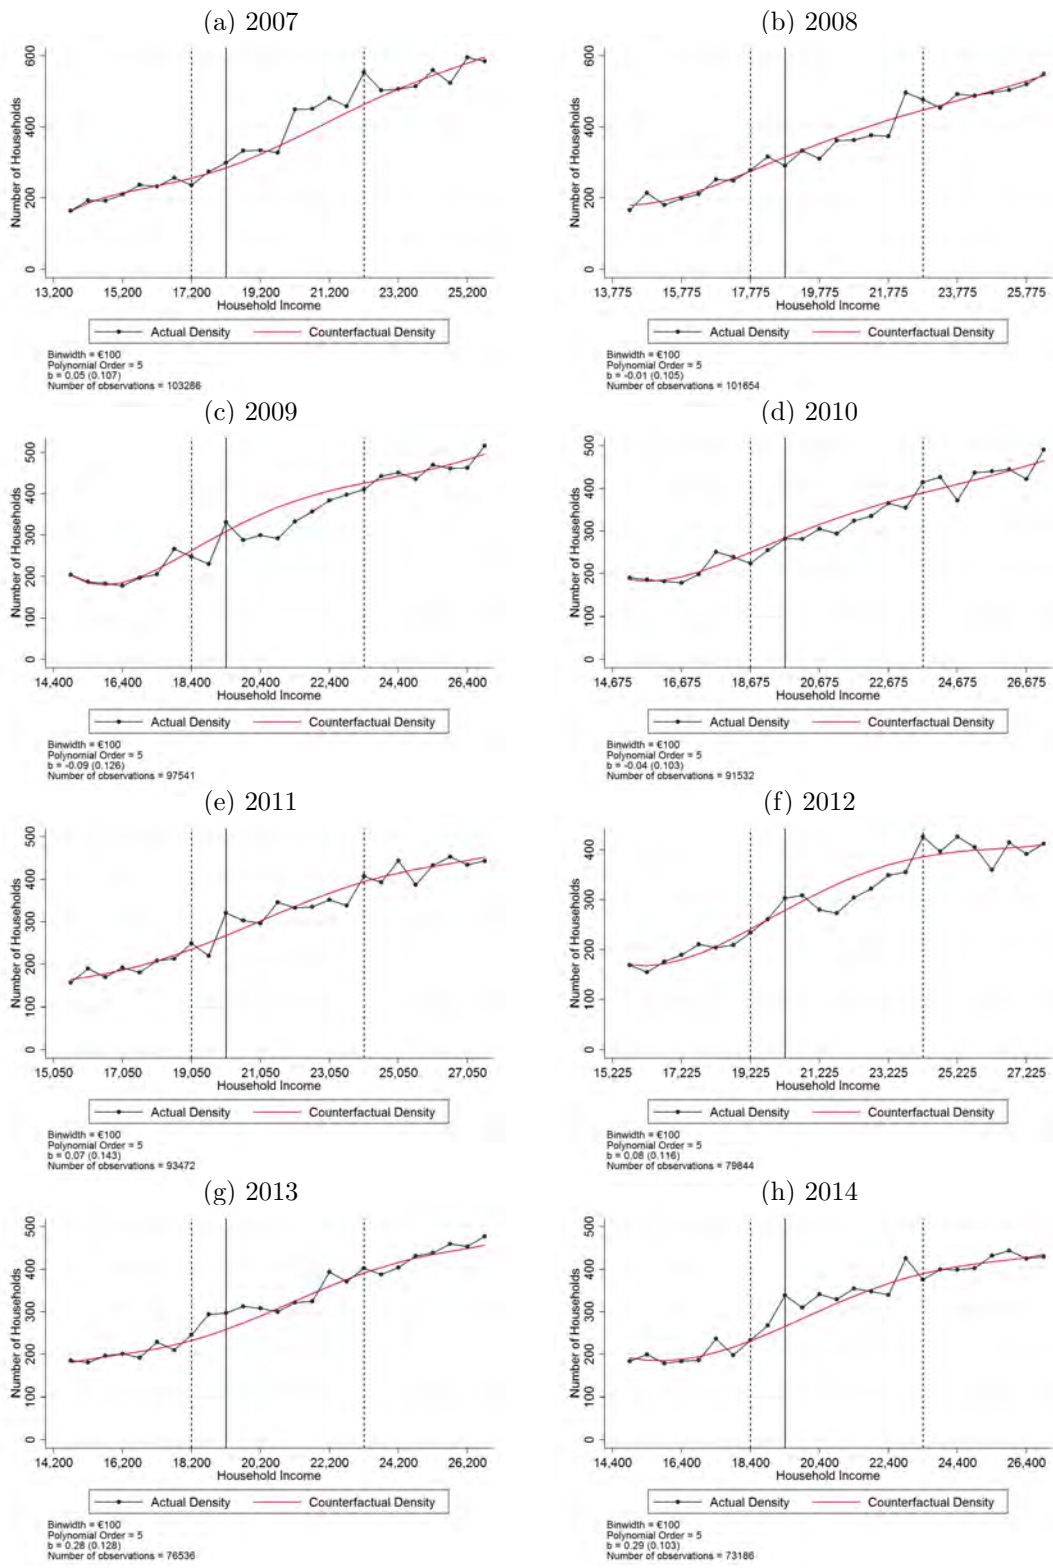 (a) 2007
Number of Households
0
200
400
600
13,200 15,200 17,200 19,200 21,200 23,200 25,200
Household Income
Actual Density Counterfactual Density
Binwidth = €100
Polynomial Order = 5
b = 0.05 (0.107)
Number of observations = 103286
(b) 2008
Number of Households
0
200
400
600
13,775 15,775 17,775 19,775 21,775 23,775 25,775
Household Income
Actual Density Counterfactual Density
Binwidth = €100
Polynomial Order = 5
b = -0.01 (0.105)
Number of observations = 101654
(c) 2009
Number of Households
0
100
200
300
400
500
14,400 16,400 18,400 20,400 22,400 24,400 26,400
Household Income
Actual Density Counterfactual Density
Binwidth = €100
Polynomial Order = 5
b = -0.09 (0.126)
Number of observations = 97541
(d) 2010
Number of Households
0
100
200
300
400
500
14,675 16,675 18,675 20,675 22,675 24,675 26,675
Household Income
Actual Density Counterfactual Density
Binwidth = €100
Polynomial Order = 5
b = -0.04 (0.103)
Number of observations = 91532
(e) 2011
Number of Households
0
100
200
300
400
500
15,050 17,050 19,050 21,050 23,050 25,050 27,050
Household Income
Actual Density Counterfactual Density
Binwidth = €100
Polynomial Order = 5
b = 0.07 (0.143)
Number of observations = 93472
(f) 2012
Number of Households
0
100
200
300
400
15,225 17,225 19,225 21,225 23,225 25,225 27,225
Household Income
Actual Density Counterfactual Density
Binwidth = €100
Polynomial Order = 5
b = 0.08 (0.116)
Number of observations = 79844
(g) 2013
Number of Households
0
100
200
300
400
500
14,200 16,200 18,200 20,200 22,200 24,200 26,200
Household Income
Actual Density Counterfactual Density
Binwidth = €100
Polynomial Order = 5
b = 0.28 (0.128)
Number of observations = 76536
(h) 2014
Number of Households
0
100
200
300
400
500
14,400 16,400 18,400 20,400 22,400 24,400 26,400
Household Income
Actual Density Counterfactual Density
Binwidth = €100
Polynomial Order = 5
b = 0.29 (0.103)
Number of observations = 73186